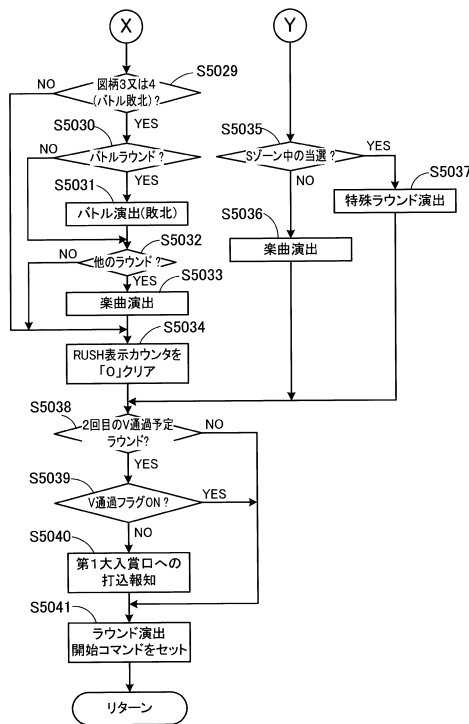 X
Y
S5029
NO
図柄3又は4
(バトル敗北)?
YES
S5030
バトルラウンド?
NO
YES
S5031
バトル演出(敗北)
S5032
NO
他のラウンド?
YES
S5033
楽曲演出
S5034
RUSH表示カウンタを
「0」クリア
S5035
Sゾーン中の当選?
YES
NO
S5036
楽曲演出
S5037
特殊ラウンド演出
S5038
2回目のV通過予定
ラウンド?
NO
YES
S5039
V通過フラグON?
YES
NO
S5040
第1大入賞口への
打込報知
S5041
ラウンド演出
開始コマンドをセット
リターン